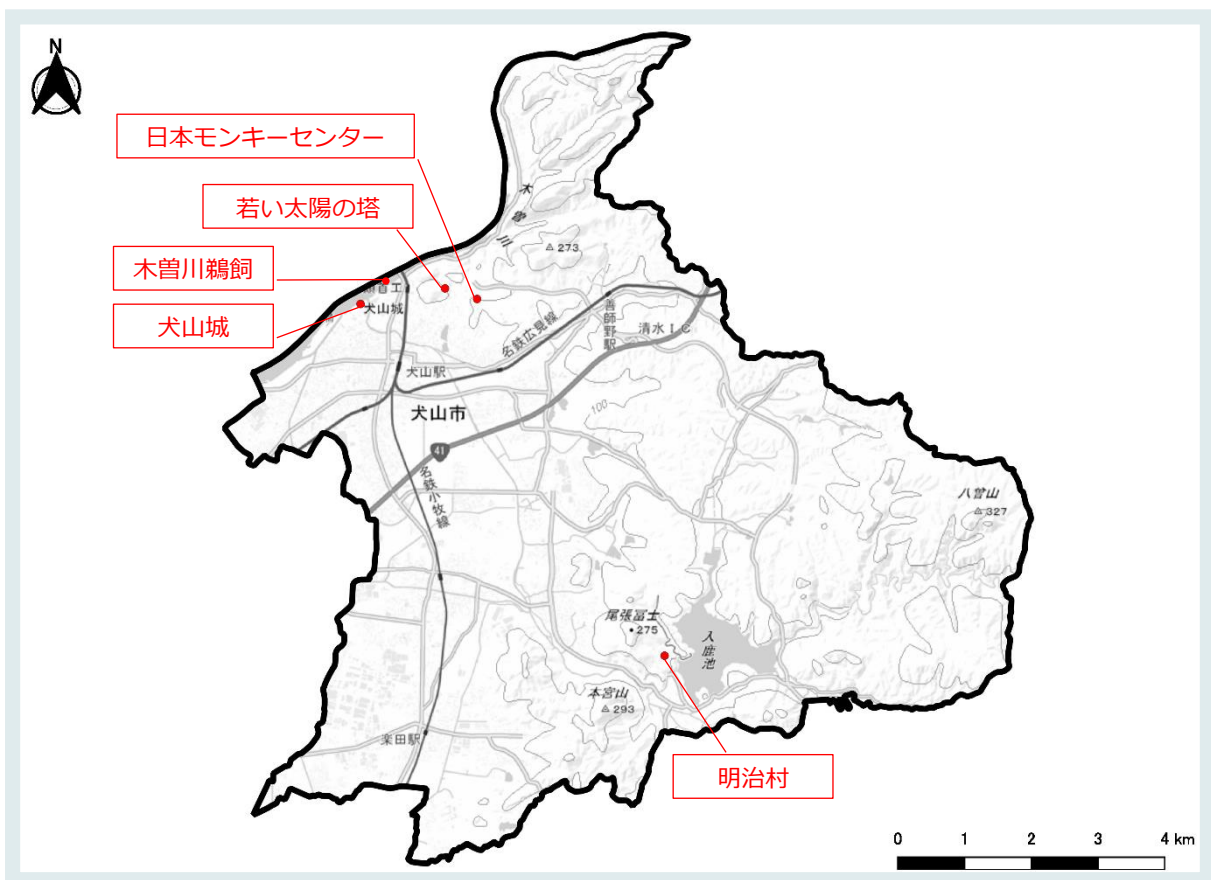 N
日本モンキーセンター
若い太陽の塔
木曽川鵜飼
犬山城
木曽川
273
犬山城
名鉄広見線
善師野駅
清水IC
犬山駅
犬山市
100
41
名鉄小牧線
八曽山
327
尾張冨士
275
入鹿池
本宮山
293
楽田駅
明治村
0 1 2 3 4 km